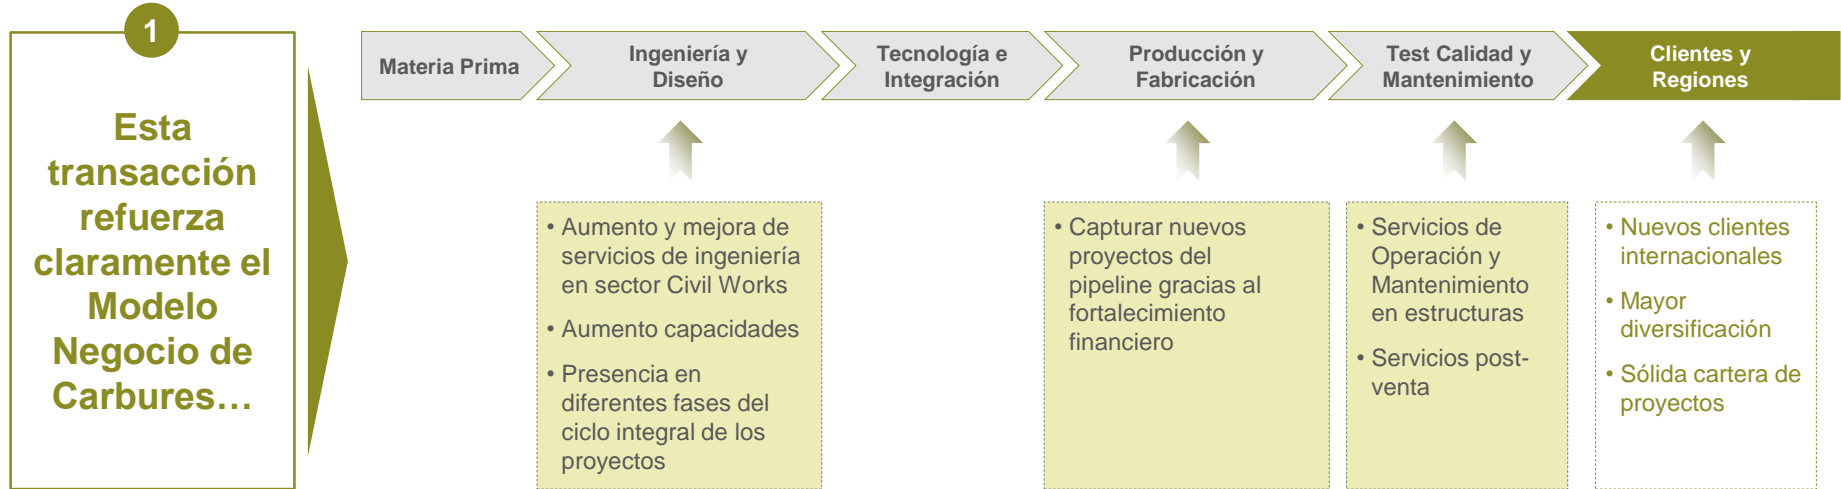 1
Esta
transacción
refuerza
claramente el
Modelo
Negocio de
Carbures…
Materia Prima
Ingeniería y
Diseño
Tecnología e
Integración
Producción y
Fabricación
Test Calidad y
Mantenimiento
Clientes y
Regiones
• Aumento y mejora de
servicios de ingeniería
en sector Civil Works
• Aumento capacidades
• Presencia en
diferentes fases del
ciclo integral de los
proyectos
• Capturar nuevos
proyectos del
pipeline gracias al
fortalecimiento
financiero
• Servicios de
Operación y
Mantenimiento
en estructuras
• Servicios post-
venta
• Nuevos clientes
internacionales
• Mayor
diversificación
• Sólida cartera de
proyectos